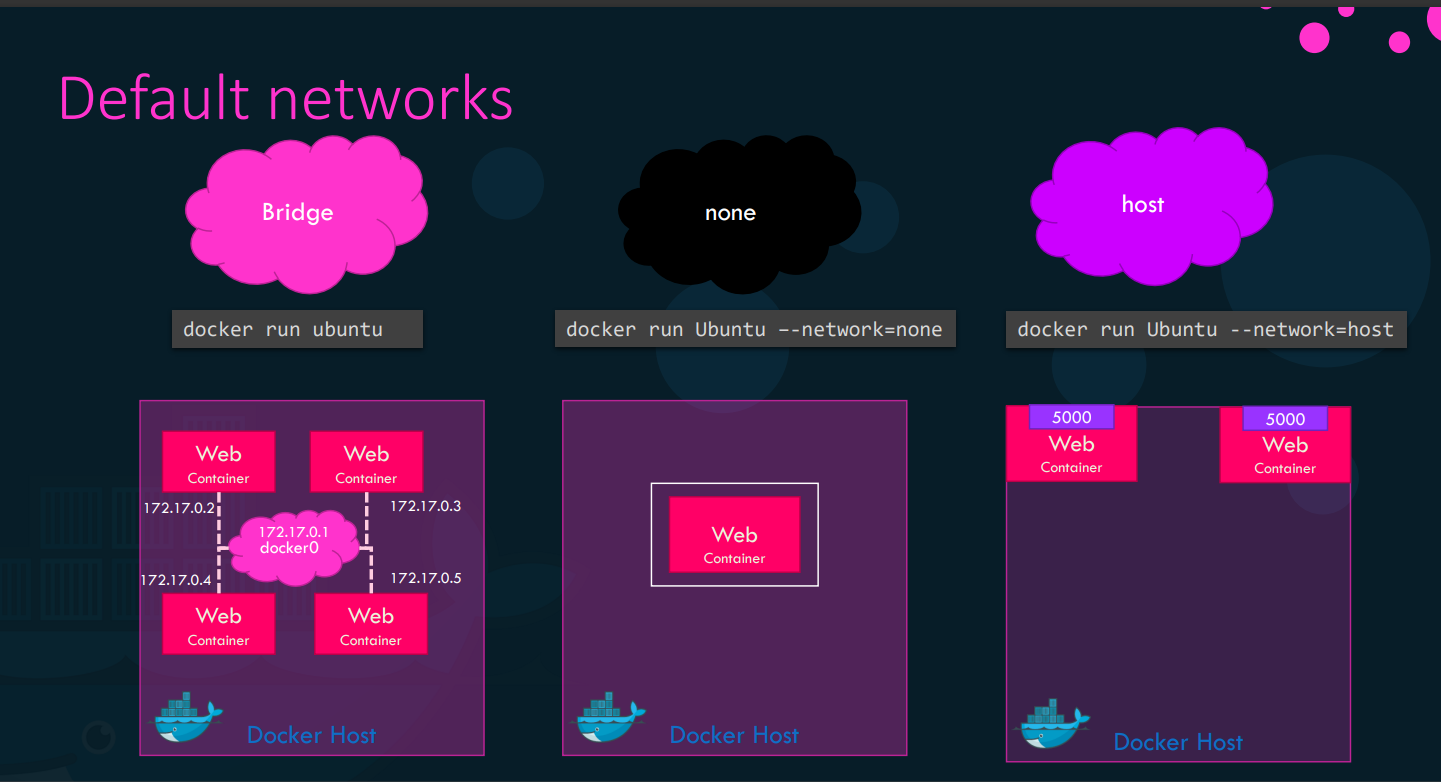 Default networks
Bridge
none
host
docker run ubuntu
docker run Ubuntu –-network=none
docker run Ubuntu --network=host
Web
Container
Web
Container
172.17.0.2
172.17.0.3
172.17.0.1
docker0
172.17.0.4
172.17.0.5
Web
Container
Web
Container
Docker Host
Web
Container
Docker Host
5000
Web
Container
5000
Web
Container
Docker Host